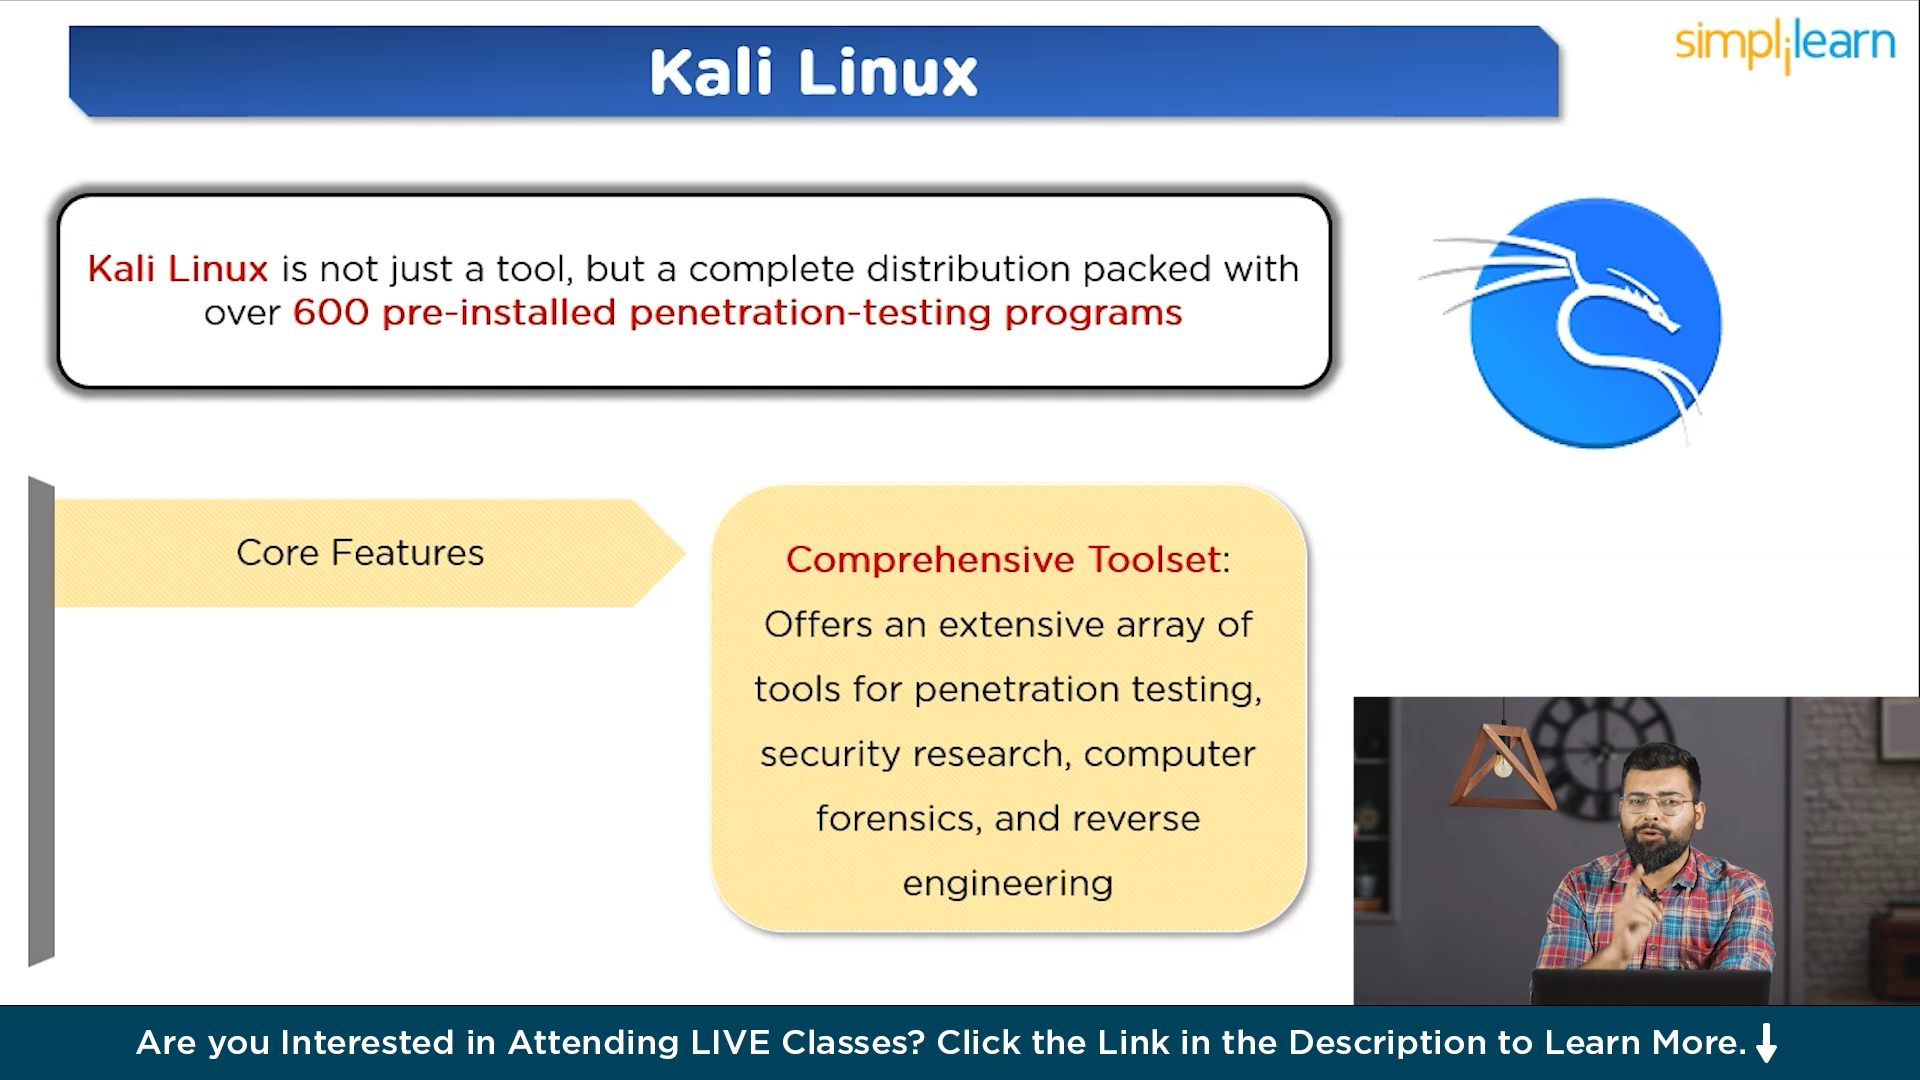 Kali Linux
simplilearn
Kali Linux is not just a tool, but a complete distribution packed with
over 600 pre-installed penetration-testing programs
Core Features
Comprehensive Toolset:
Offers an extensive array of
tools for penetration testing,
security research, computer
forensics, and reverse
engineering
Are you Interested in Attending LIVE Classes? Click the Link in the Description to Learn More.